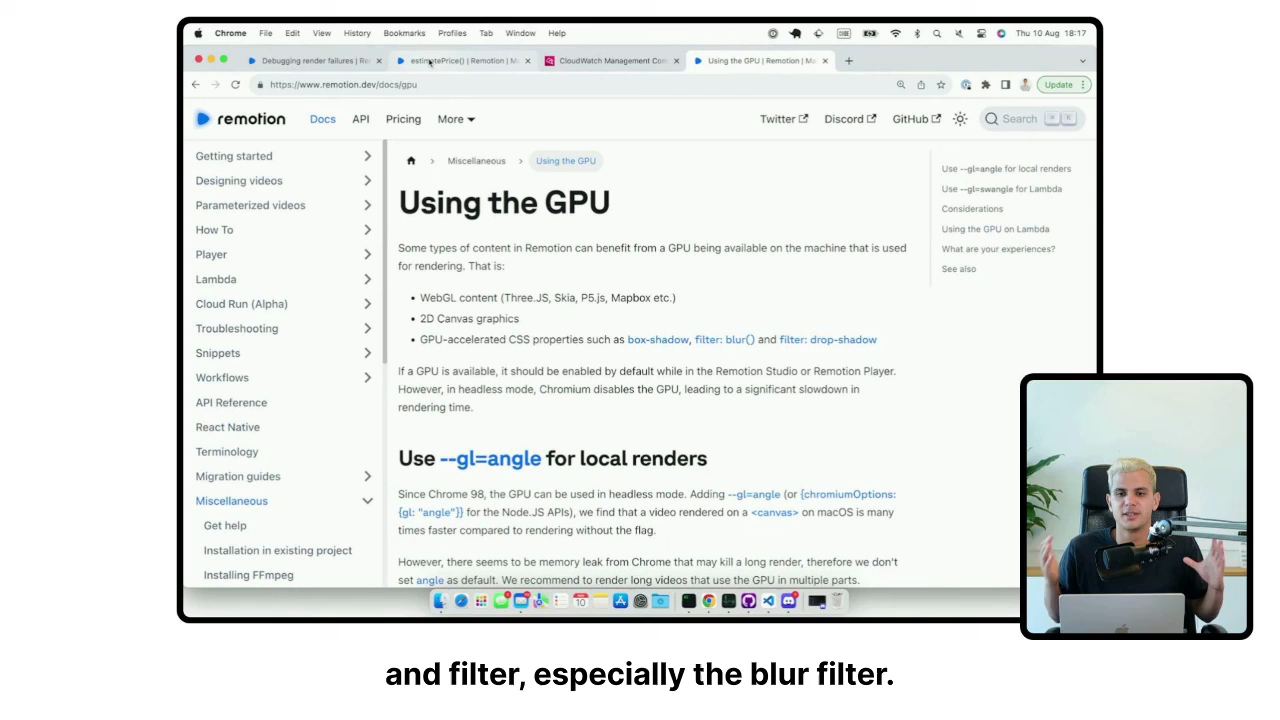 Chrome File Edit View History Bookmarks Profiles Tab Window Help Thu 10 Aug 18:17
Debugging render failures | Re estimatePrice() | Remotion | M CloudWatch Management Con Using the GPU | Remotion | Ma
https://www.remotion.dev/docs/gpu Update
remotion Docs API Pricing More Twitter Discord GitHub Search ⌘ K
Getting started
Designing videos
Parameterized videos
How To
Player
Lambda
Cloud Run (Alpha)
Troubleshooting
Snippets
Workflows
API Reference
React Native
Terminology
Migration guides
Miscellaneous
Get help
Installation in existing project
Installing FFmpeg
Miscellaneous Using the GPU
Using the GPU
Some types of content in Remotion can benefit from a GPU being available on the machine that is used
for rendering. That is:
• WebGL content (Three.JS, Skia, P5.js, Mapbox etc.)
• 2D Canvas graphics
• GPU-accelerated CSS properties such as box-shadow, filter: blur() and filter: drop-shadow
If a GPU is available, it should be enabled by default while in the Remotion Studio or Remotion Player.
However, in headless mode, Chromium disables the GPU, leading to a significant slowdown in
rendering time.
Use --gl=angle for local renders
Since Chrome 98, the GPU can be used in headless mode. Adding --gl=angle (or {chromiumOptions:
{gl: "angle"}} for the Node.JS APIs), we find that a video rendered on a <canvas> on macOS is many
times faster compared to rendering without the flag.
However, there seems to be memory leak from Chrome that may kill a long render, therefore we don't
set angle as default. We recommend to render long videos that use the GPU in multiple parts.
Use --gl=angle for local renders
Use --gl=swangle for Lambda
Considerations
Using the GPU on Lambda
What are your experiences?
See also
10
and filter, especially the blur filter.